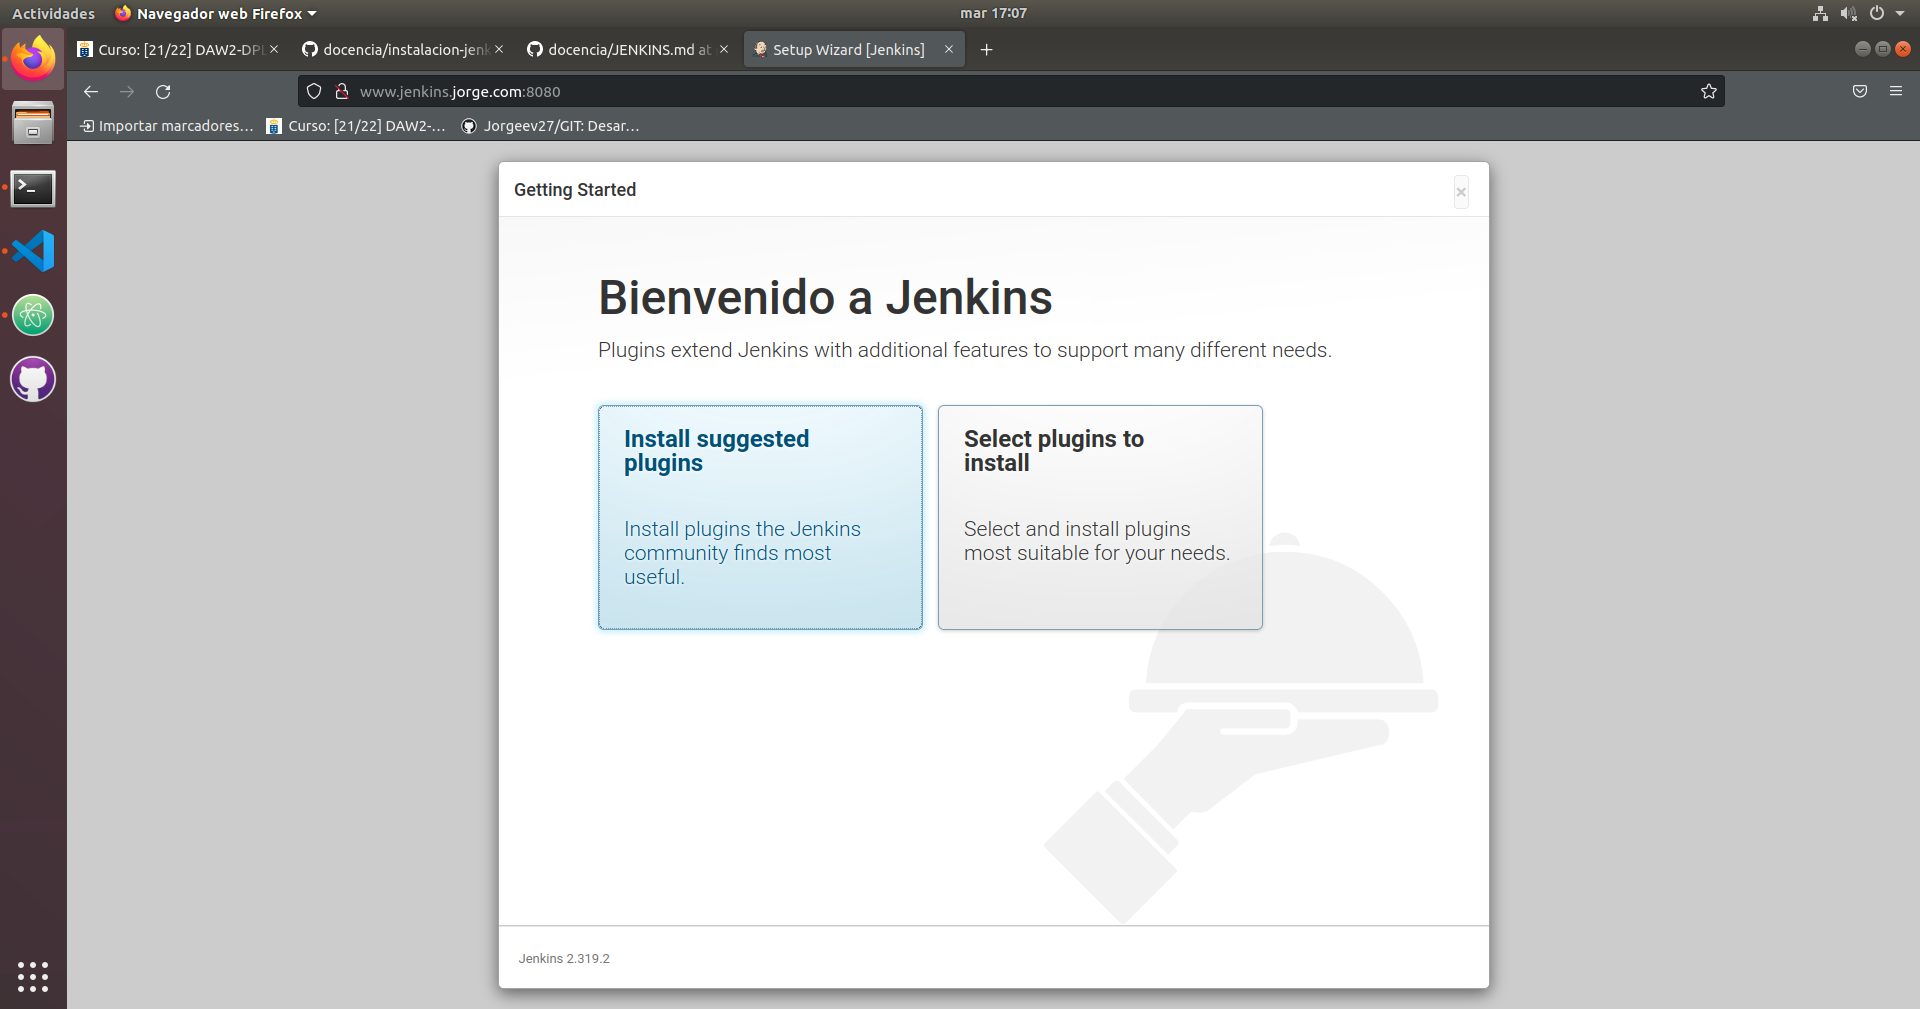 Actividades
Navegador web Firefox
mar 17:07
Curso: [21/22] DAW2-DPL
docencia/instalacion-jenk
docencia/JENKINS.md at
Setup Wizard [Jenkins]
www.jenkins.jorge.com:8080
Importar marcadores…
Curso: [21/22] DAW2-…
Jorgeev27/GIT: Desar…
Getting Started
Bienvenido a Jenkins
Plugins extend Jenkins with additional features to support many different needs.
Install suggested
plugins
Install plugins the Jenkins
community finds most
useful.
Select plugins to
install
Select and install plugins
most suitable for your needs.
Jenkins 2.319.2